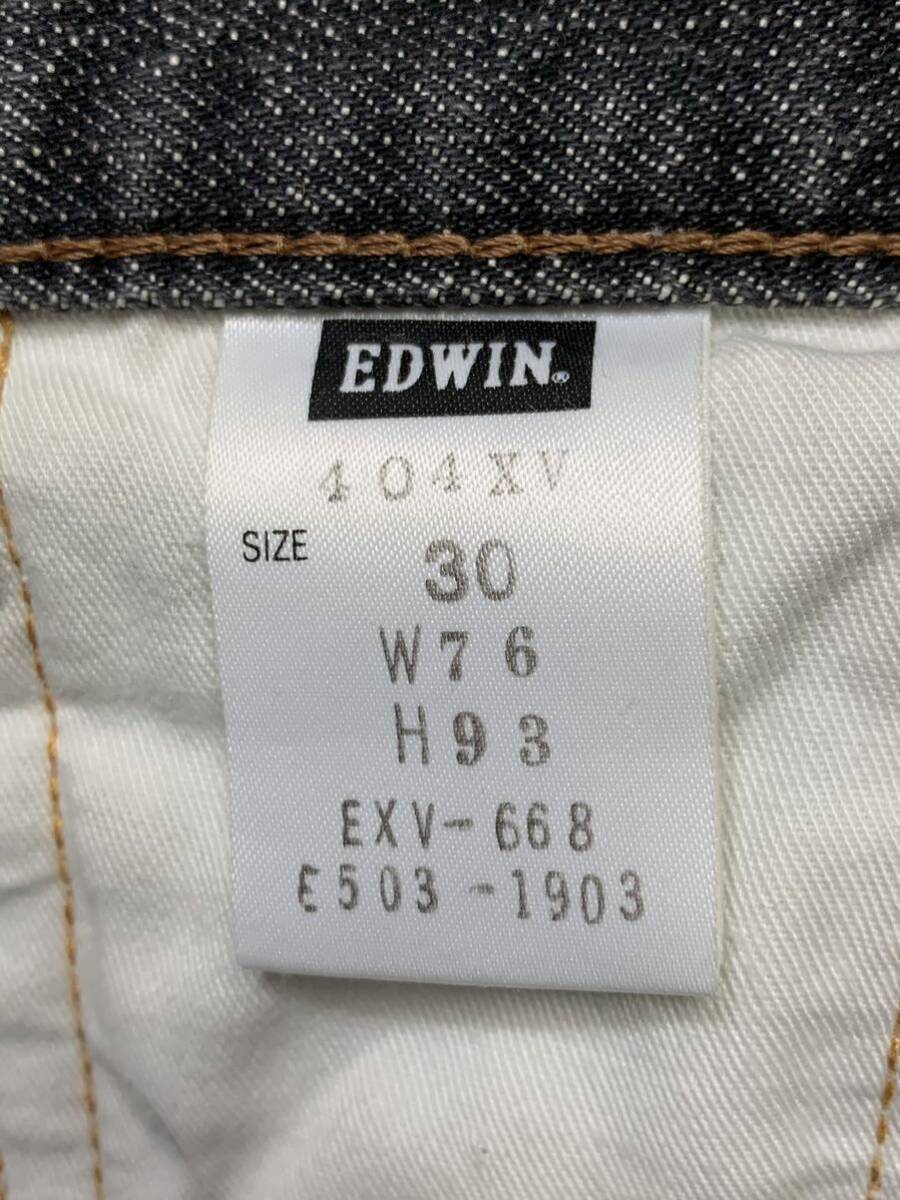 EDWIN®
404XV
SIZE 30
W76
H93
EXV-668
E503-1903